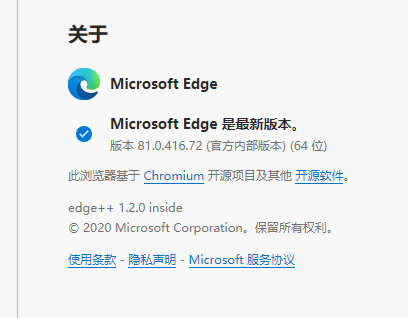 关于
Microsoft Edge
Microsoft Edge 是最新版本。
版本 81.0.416.72 (官方内部版本) (64 位)
此浏览器基于 Chromium 开源项目及其他 开源软件。
edge++ 1.2.0 inside
© 2020 Microsoft Corporation。保留所有权利。
使用条款 - 隐私声明 - Microsoft 服务协议